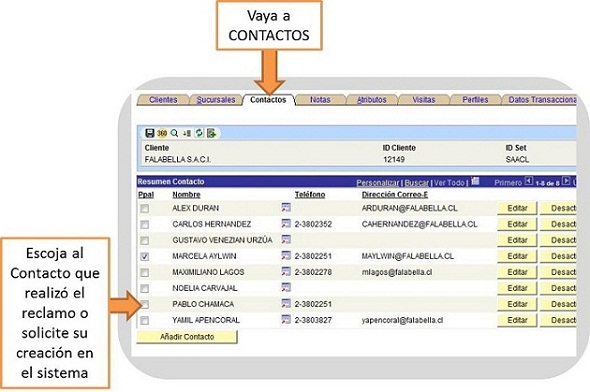 Vaya a
CONTACTOS
Clientes Sucursales Contactos Notas Atributos Visitas Perfiles Datos Transacciona
360
Cliente ID Cliente ID Set
FALABELLA S.A.C.I. 12149 SAACL
Resumen Contacto Personalizar | Buscar | Ver Todo | Primero 1-8 de 8
Ppal Nombre Teléfono Dirección Correo-E
ALEX DURAN ARDURAN@FALABELLA.CL Editar Desact
CARLOS HERNANDEZ 2-3802352 CAHERNANDEZ@FALABELLA.CL Editar Desact
GUSTAVO VENEZIAN URZÚA Editar Desact
MARCELA AYLWIN 2-3802251 MAYLWIN@FALABELLA.CL Editar Desact
MAXIMILIANO LAGOS 2-3802278 mlagos@falabella.cl Editar Desact
NOELIA CARVAJAL Editar Desact
PABLO CHAMACA 2-3802251 Editar Desact
YAMIL APENCORAL 2-3803827 yapencoral@falabella.cl Editar Desact
Añadir Contacto
Escoja al
Contacto que
realizó el
reclamo o
solicite su
creación en
el sistema